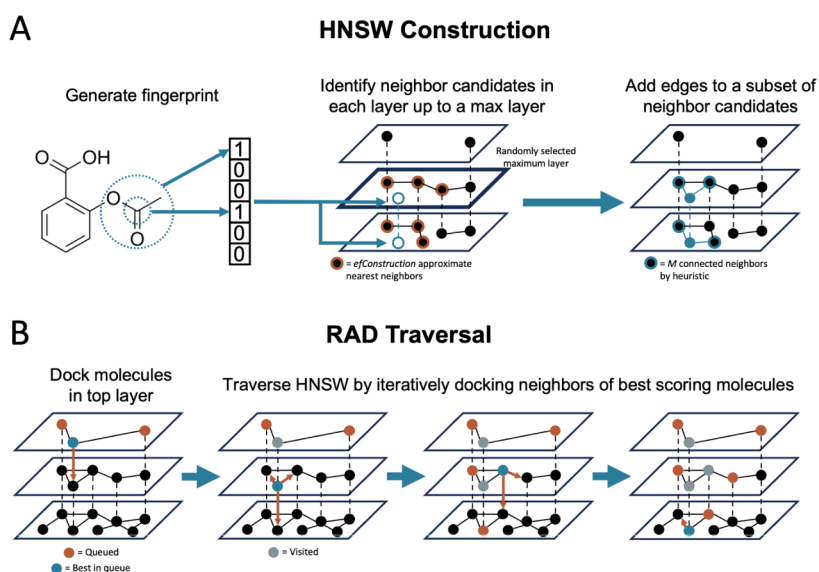 A
HNSW Construction
Generate fingerprint
Identify neighbor candidates in
each layer up to a max layer
Add edges to a subset of
neighbor candidates
Randomly selected
maximum layer
O
OH
O
O
1
0
0
1
0
0
= efConstruction approximate
nearest neighbors
= M connected neighbors
by heuristic
B
RAD Traversal
Dock molecules
in top layer
Traverse HNSW by iteratively docking neighbors of best scoring molecules
= Queued
= Best in queue
= Visited